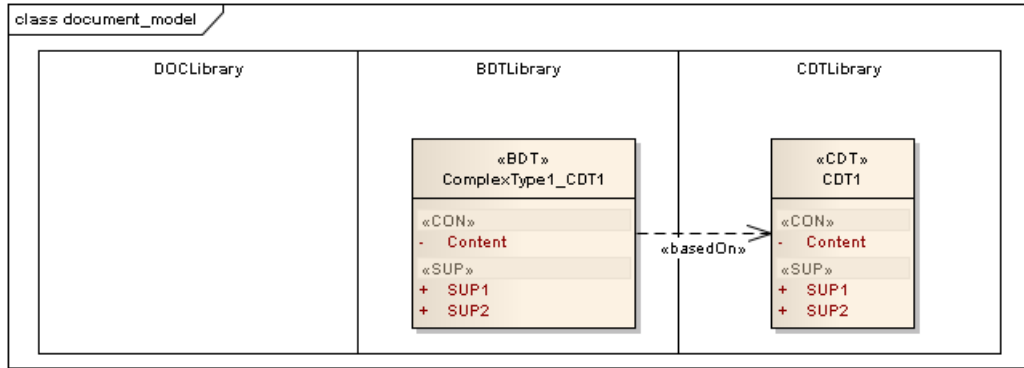 class document_model
DOCLibrary
BDTLibrary
CDTLibrary
«BDT»
ComplexType1_CDT1
«CON»
- Content
«SUP»
+ SUP1
+ SUP2
«basedOn»
«CDT»
CDT1
«CON»
- Content
«SUP»
+ SUP1
+ SUP2